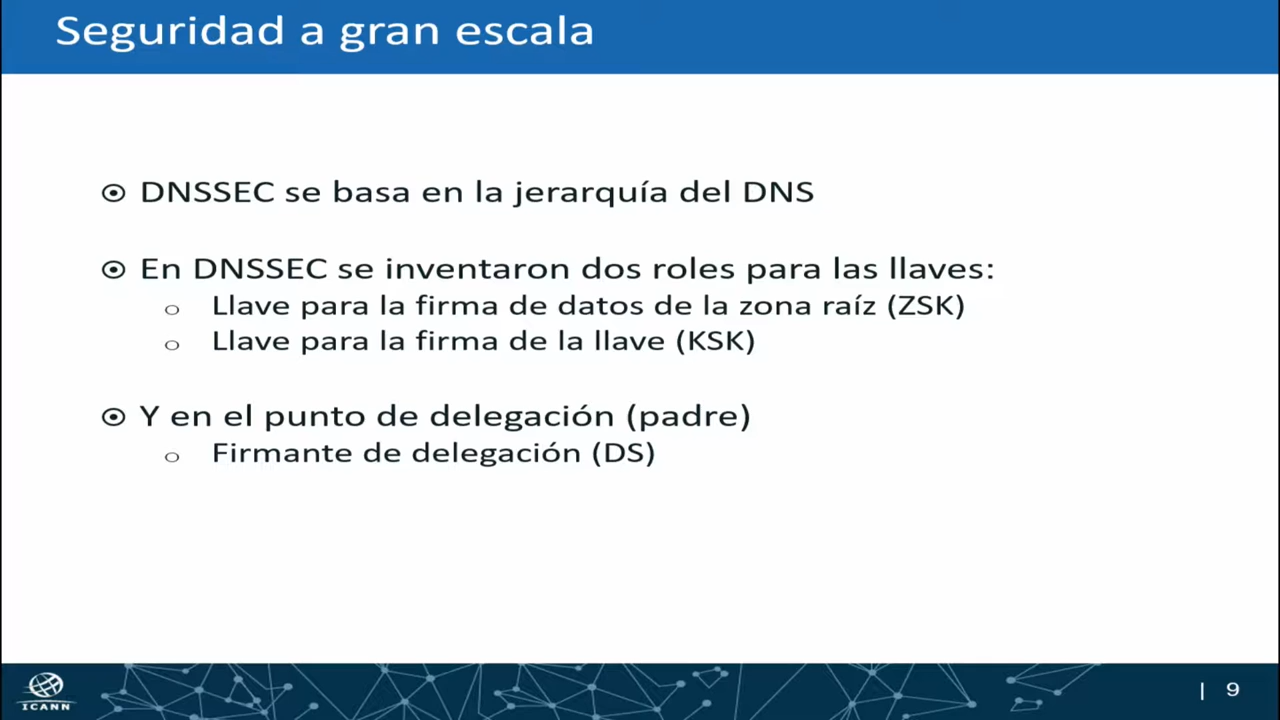 Seguridad a gran escala
DNSSEC se basa en la jerarquía del DNS
En DNSSEC se inventaron dos roles para las llaves:
Llave para la firma de datos de la zona raíz (ZSK)
Llave para la firma de la llave (KSK)
Y en el punto de delegación (padre)
Firmante de delegación (DS)
ICANN
| 9